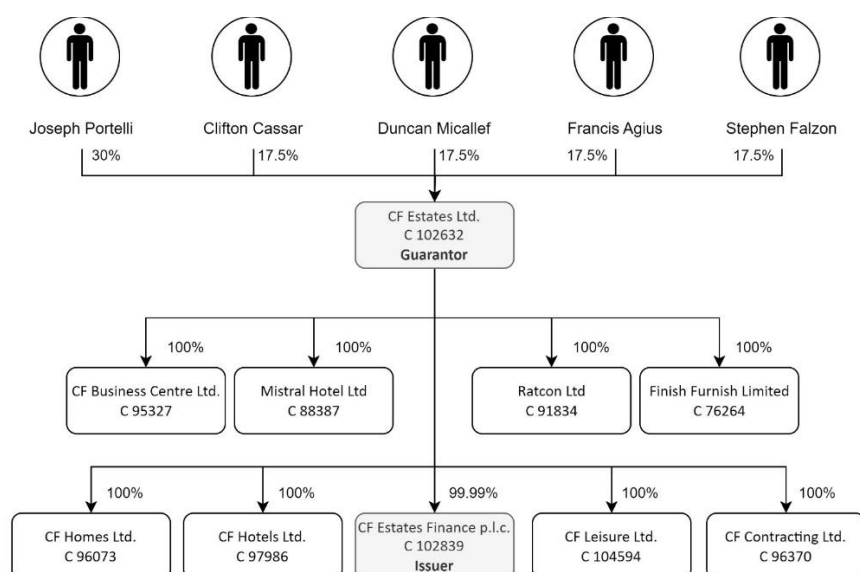 Joseph Portelli
Clifton Cassar
Duncan Micallef
Francis Agius
Stephen Falzon
30%
17.5%
17.5%
17.5%
17.5%
CF Estates Ltd.
C 102632
Guarantor
100%
100%
100%
100%
CF Business Centre Ltd.
C 95327
Mistral Hotel Ltd
C 88387
Ratcon Ltd
C 91834
Finish Furnish Limited
C 76264
100%
100%
99.99%
100%
100%
CF Homes Ltd.
C 96073
CF Hotels Ltd.
C 97986
CF Estates Finance p.l.c.
C 102839
Issuer
CF Leisure Ltd.
C 104594
CF Contracting Ltd.
C 96370